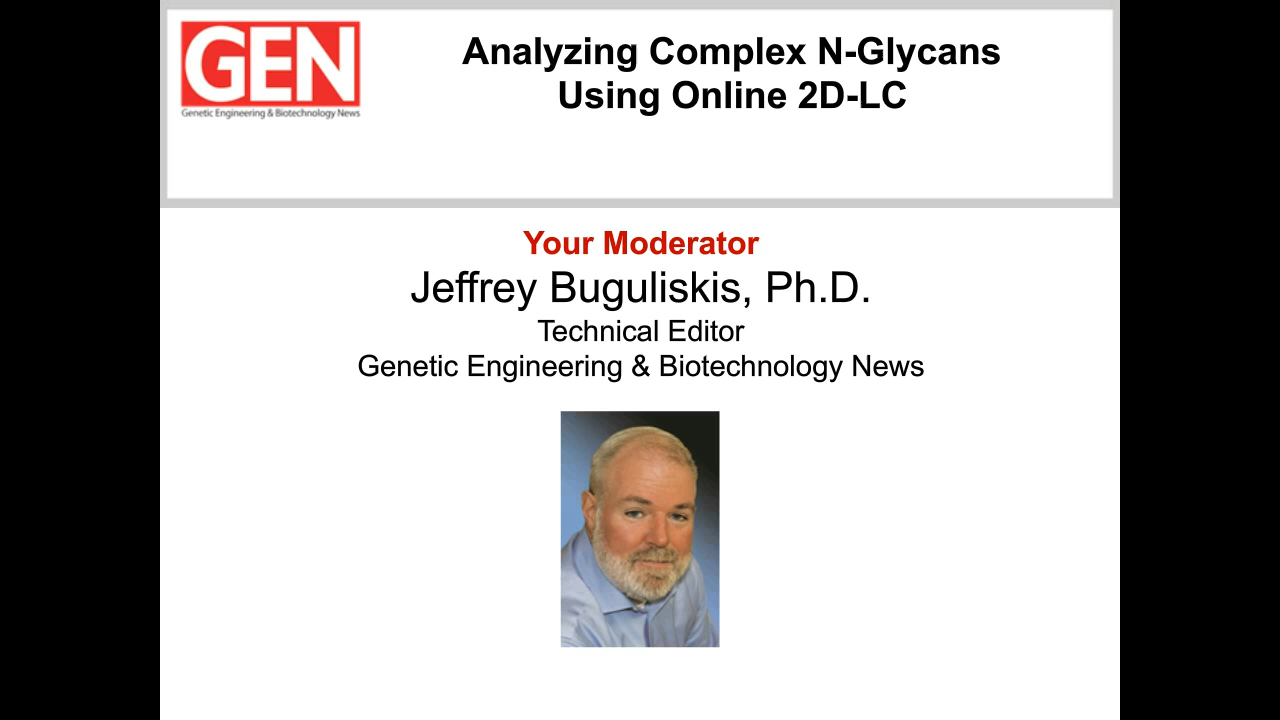 GEN
Genetic Engineering & Biotechnology News
Analyzing Complex N-Glycans
Using Online 2D-LC
Your Moderator
Jeffrey Buguliskis, Ph.D.
Technical Editor
Genetic Engineering & Biotechnology News